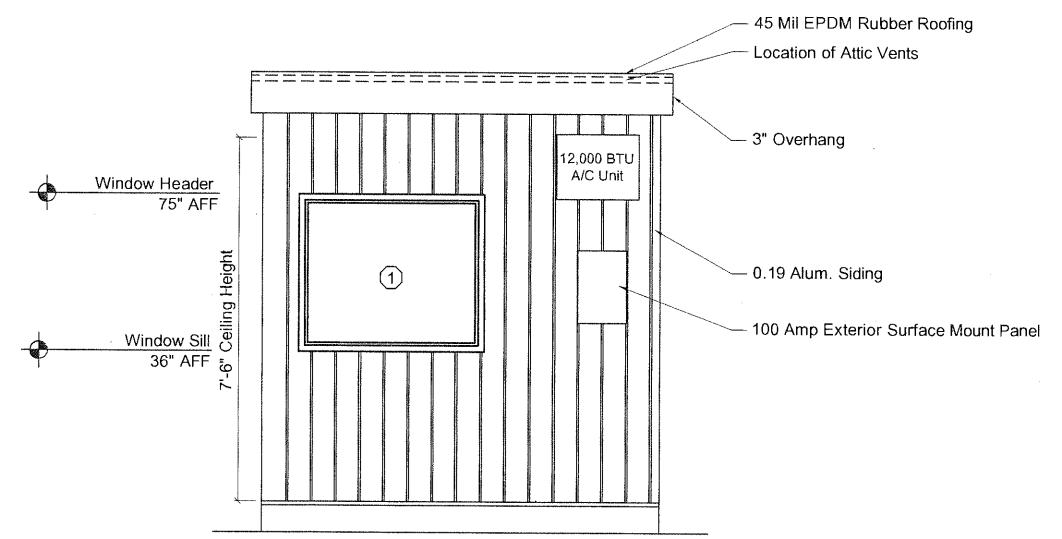 45 Mil EPDM Rubber Roofing
Location of Attic Vents
3" Overhang
12,000 BTU
A/C Unit
Window Header
75" AFF
7'-6" Ceiling Height
1
0.19 Alum. Siding
100 Amp Exterior Surface Mount Panel
Window Sill
36" AFF